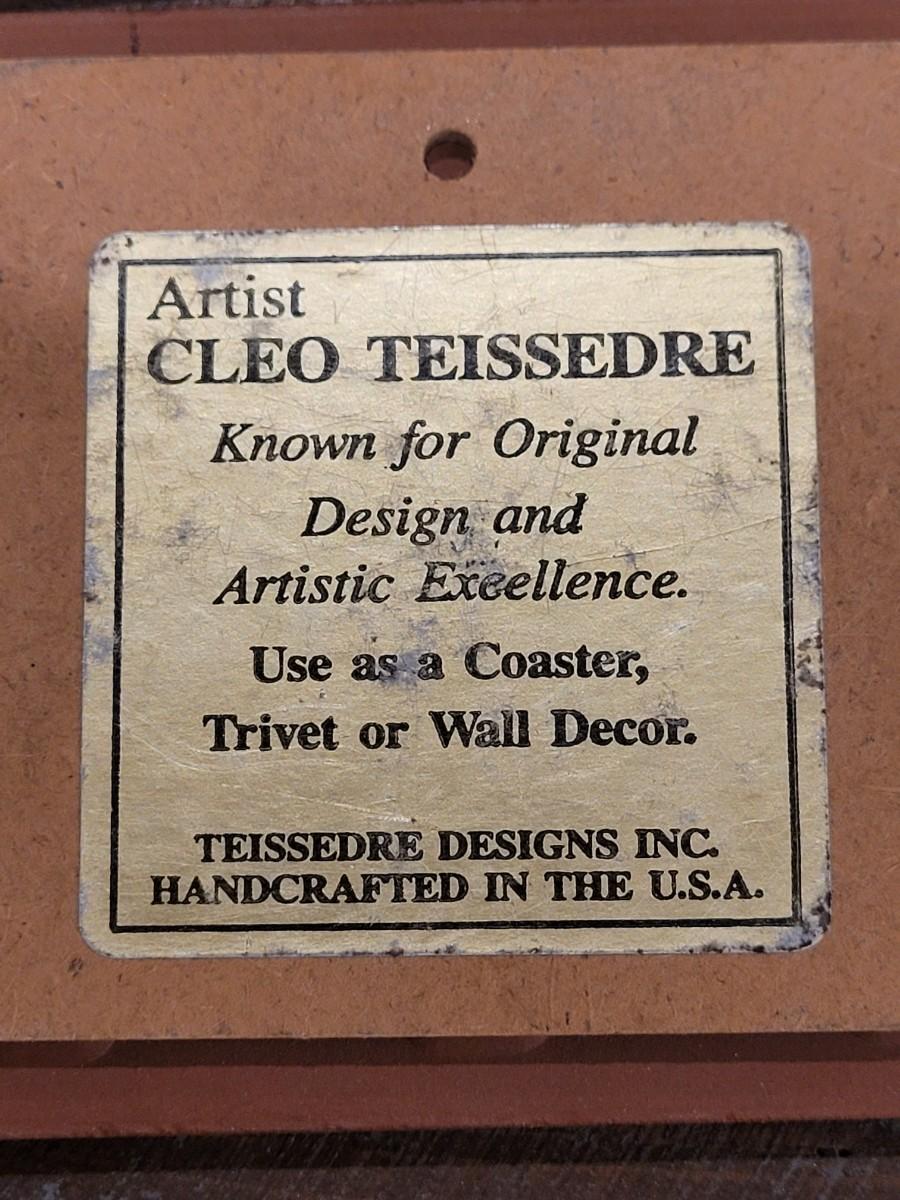 Artist
CLEO TEISSEDRE
Known for Original
Design and
Artistic Excellence.
Use as a Coaster,
Trivet or Wall Decor.
TEISSEDRE DESIGNS INC.
HANDCRAFTED IN THE U.S.A.